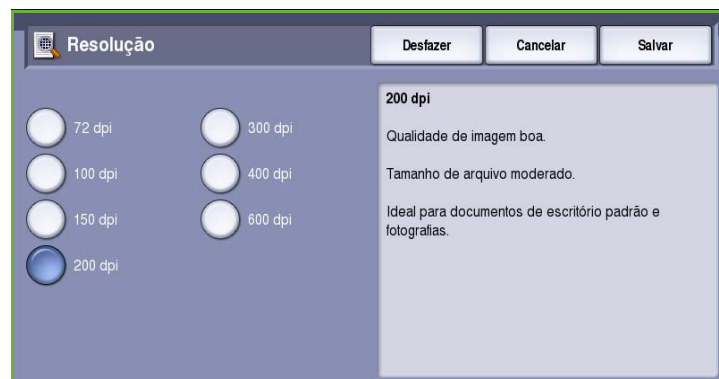 Resolução
Desfazer
Cancelar
Salvar
72 dpi
100 dpi
150 dpi
200 dpi
300 dpi
400 dpi
600 dpi
200 dpi
Qualidade de imagem boa.
Tamanho de arquivo moderado.
Ideal para documentos de escritório padrão e
fotografias.